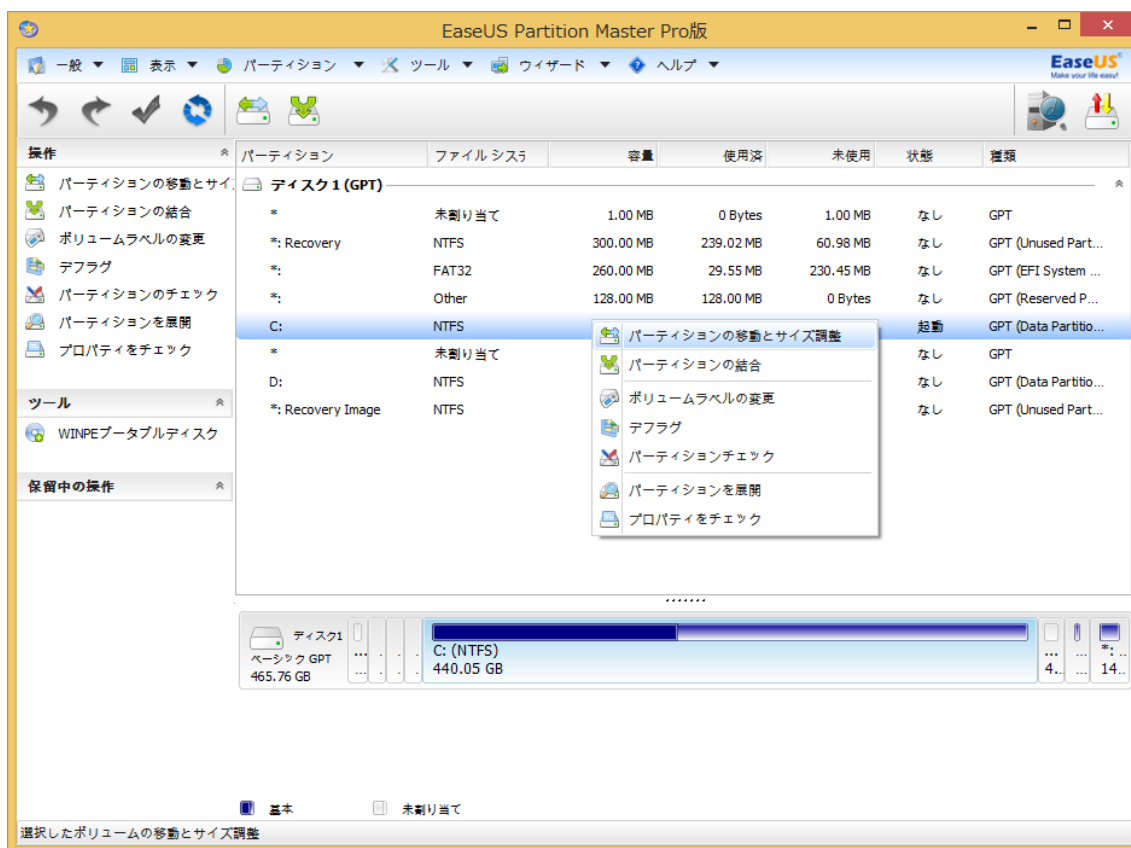 EaseUS Partition Master Pro版
一般 ▼ 表示 ▼ パーティション ▼ ツール ▼ ウィザード ▼ ヘルプ ▼
EaseUS
Make your life easy!
操作
パーティションの移動とサイ
パーティションの結合
ボリュームラベルの変更
デフラグ
パーティションのチェック
パーティションを展開
プロパティをチェック
ツール
WINPEブータブルディスク
保留中の操作
パーティション ファイル システ 容量 使用済 未使用 状態 種類
ディスク 1 (GPT)
* 未割り当て 1.00 MB 0 Bytes 1.00 MB なし GPT
*: Recovery NTFS 300.00 MB 239.02 MB 60.98 MB なし GPT (Unused Part...
*: FAT32 260.00 MB 29.55 MB 230.45 MB なし GPT (EFI System ...
*: Other 128.00 MB 128.00 MB 0 Bytes なし GPT (Reserved P...
C: NTFS 起動 GPT (Data Partitio...
* 未割り当て なし GPT
D: NTFS なし GPT (Data Partitio...
*: Recovery Image NTFS なし GPT (Unused Part...
パーティションの移動とサイズ調整
パーティションの結合
ボリュームラベルの変更
デフラグ
パーティションチェック
パーティションを展開
プロパティをチェック
ディスク1
ベーシック GPT
465.76 GB
C: (NTFS)
440.05 GB
... ... *: ..
4.. ... 14..
基本 未割り当て
選択したボリュームの移動とサイズ調整